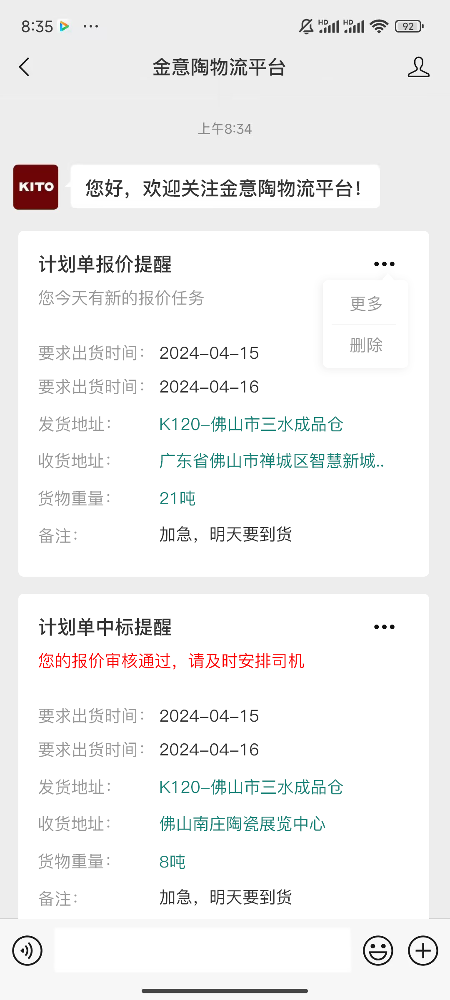 8:35
HD HD 92
金意陶物流平台
上午8:34
KITO
您好，欢迎关注金意陶物流平台！
计划单报价提醒
您今天有新的报价任务
更多
删除
要求出货时间： 2024-04-15
要求出货时间： 2024-04-16
发货地址： K120-佛山市三水成品仓
收货地址： 广东省佛山市禅城区智慧新城..
货物重量： 21吨
备注： 加急，明天要到货
计划单中标提醒
您的报价审核通过，请及时安排司机
要求出货时间： 2024-04-15
要求出货时间： 2024-04-16
发货地址： K120-佛山市三水成品仓
收货地址： 佛山南庄陶瓷展览中心
货物重量： 8吨
备注： 加急，明天要到货